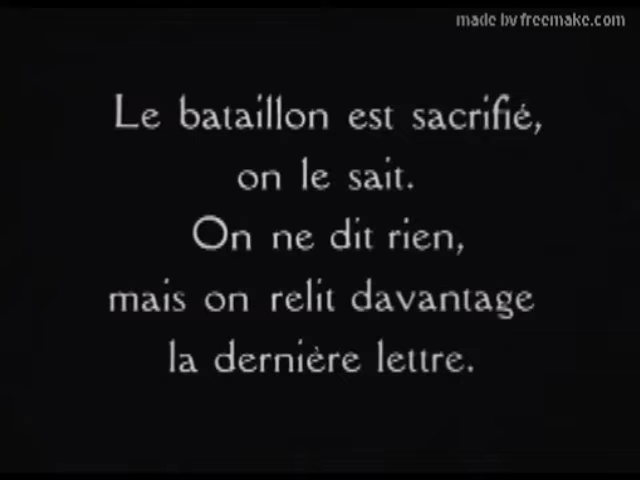 made by freemake.com
Le bataillon est sacrifié,
on le sait.
On ne dit rien,
mais on relit davantage
la dernière lettre.